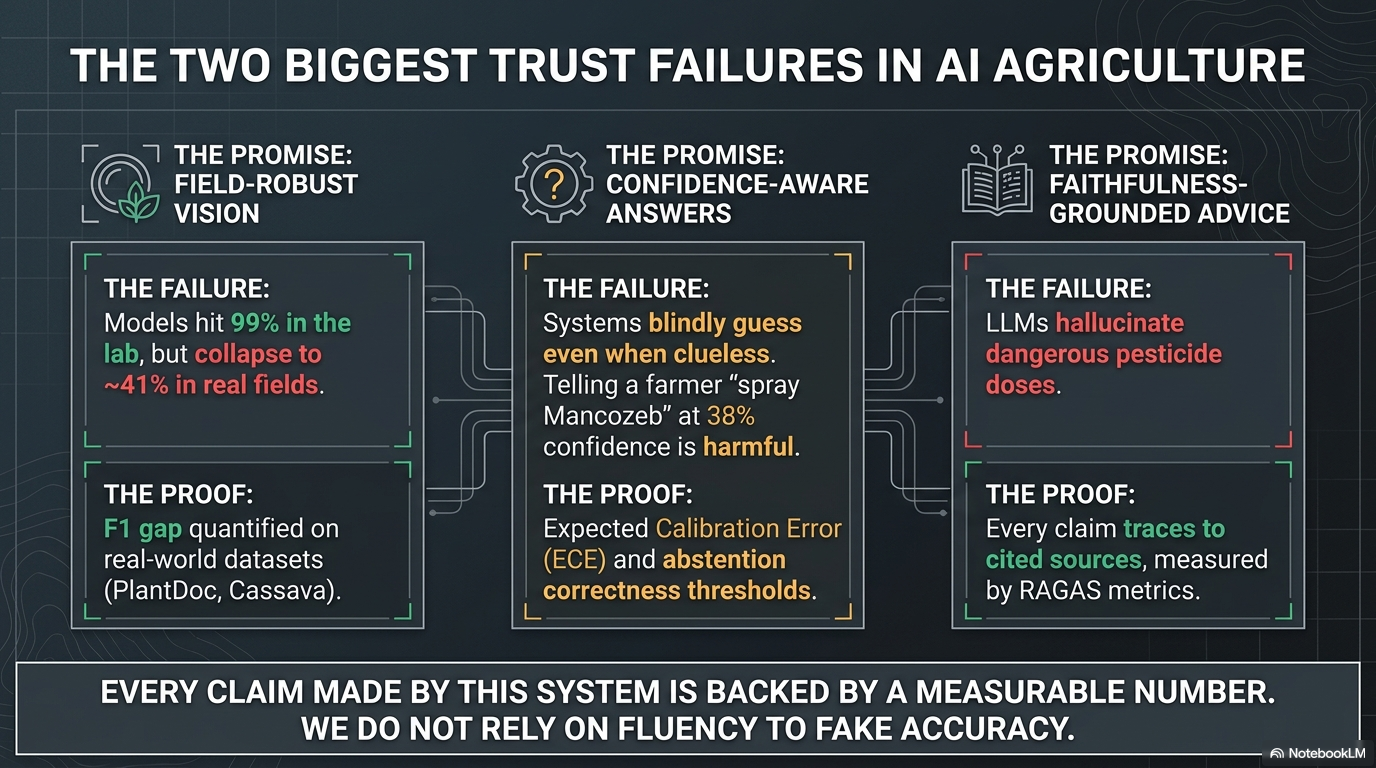 THE TWO BIGGEST TRUST FAILURES IN AI AGRICULTURE
THE PROMISE:
FIELD-ROBUST
VISION
THE FAILURE:
Models hit 99% in the
lab, but collapse to
~41% in real fields.
THE PROOF:
F1 gap quantified on
real-world datasets
(PlantDoc, Cassava).
?
THE PROMISE:
CONFIDENCE-AWARE
ANSWERS
THE FAILURE:
Systems blindly guess
even when clueless.
Telling a farmer “spray
Mancozeb” at 38%
confidence is harmful.
THE PROOF:
Expected Calibration Error
(ECE) and abstention
correctness thresholds.
THE PROMISE:
FAITHFULNESS-
GROUNDED ADVICE
THE FAILURE:
LLMs hallucinate
dangerous pesticide
doses.
THE PROOF:
Every claim traces to
cited sources, measured
by RAGAS metrics.
EVERY CLAIM MADE BY THIS SYSTEM IS BACKED BY A MEASURABLE NUMBER.
WE DO NOT RELY ON FLUENCY TO FAKE ACCURACY.
NotebookLM